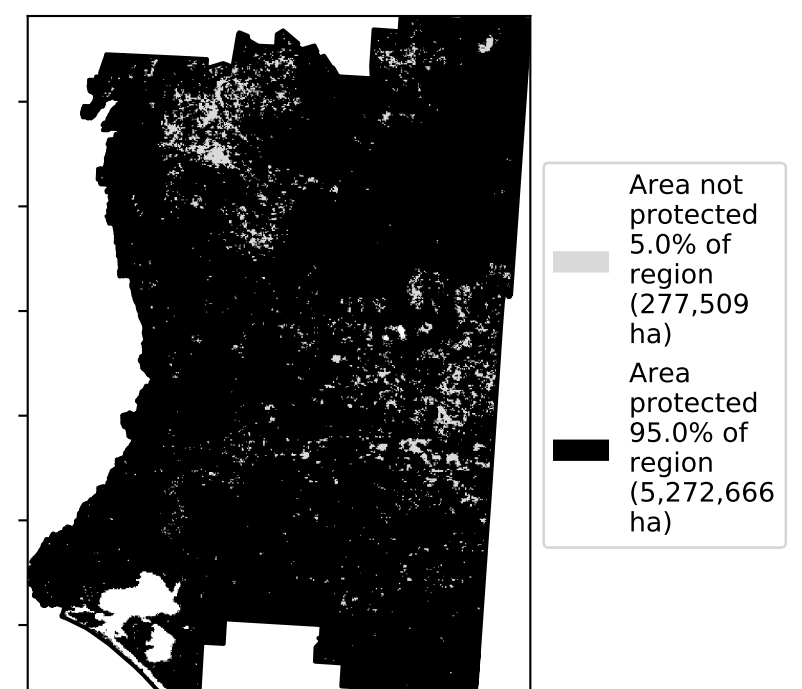 Area not
protected
5.0% of
region
(277,509
ha)
Area
protected
95.0% of
region
(5,272,666
ha)